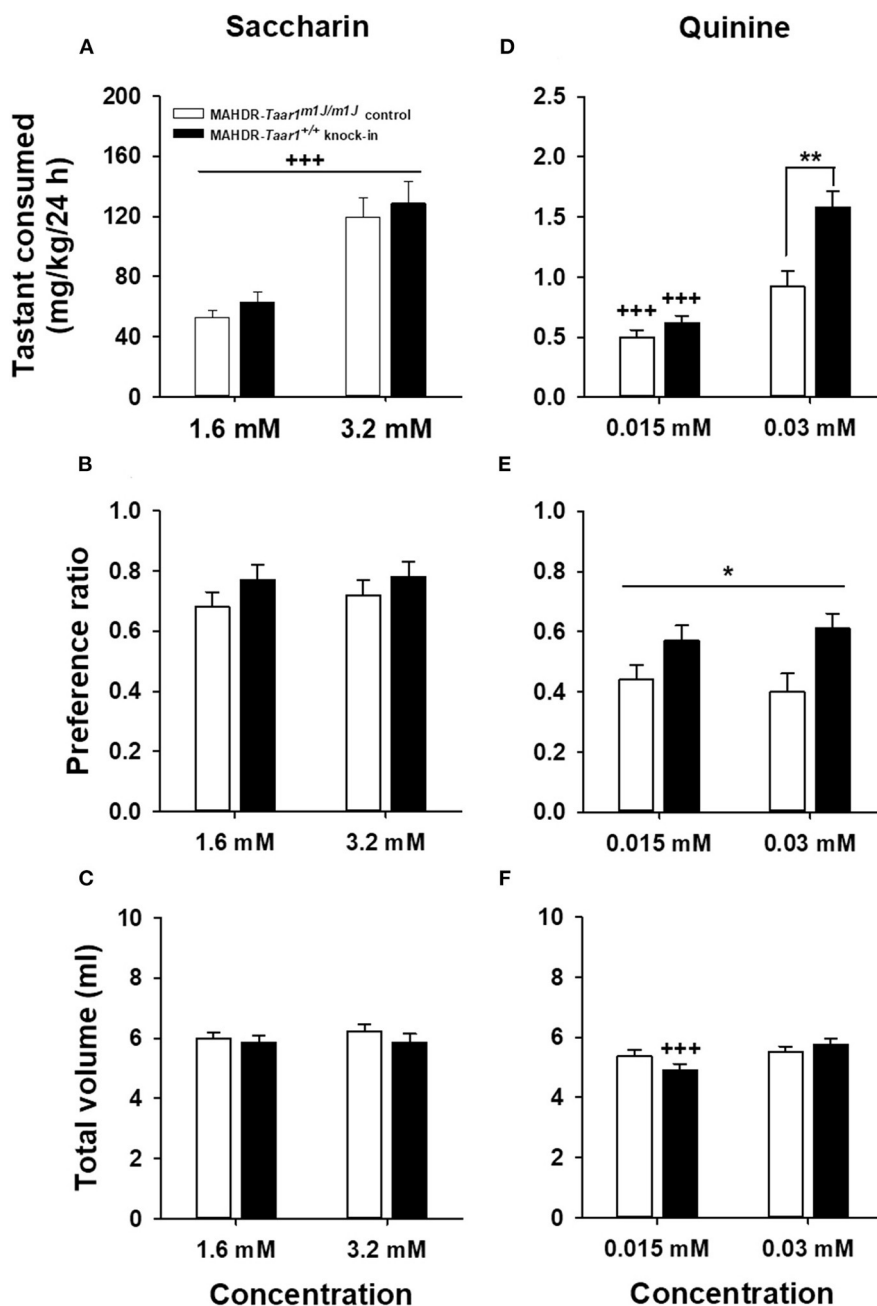 Saccharin
Quinine
A
Tastant consumed
(mg/kg/24 h)
200
160
120
80
40
0
MAHDR-Taar1m1J/m1J control
MAHDR-Taar1+/+ knock-in
+++
1.6 mM
3.2 mM
D
2.5
2.0
1.5
1.0
0.5
0.0
**
+++
+++
0.015 mM
0.03 mM
B
Preference ratio
1.0
0.8
0.6
0.4
0.2
0.0
1.6 mM
3.2 mM
E
1.0
0.8
0.6
0.4
0.2
0.0
*
0.015 mM
0.03 mM
C
Total volume (ml)
10
8
6
4
2
0
1.6 mM
3.2 mM
Concentration
F
10
8
6
4
2
0
+++
0.015 mM
0.03 mM
Concentration